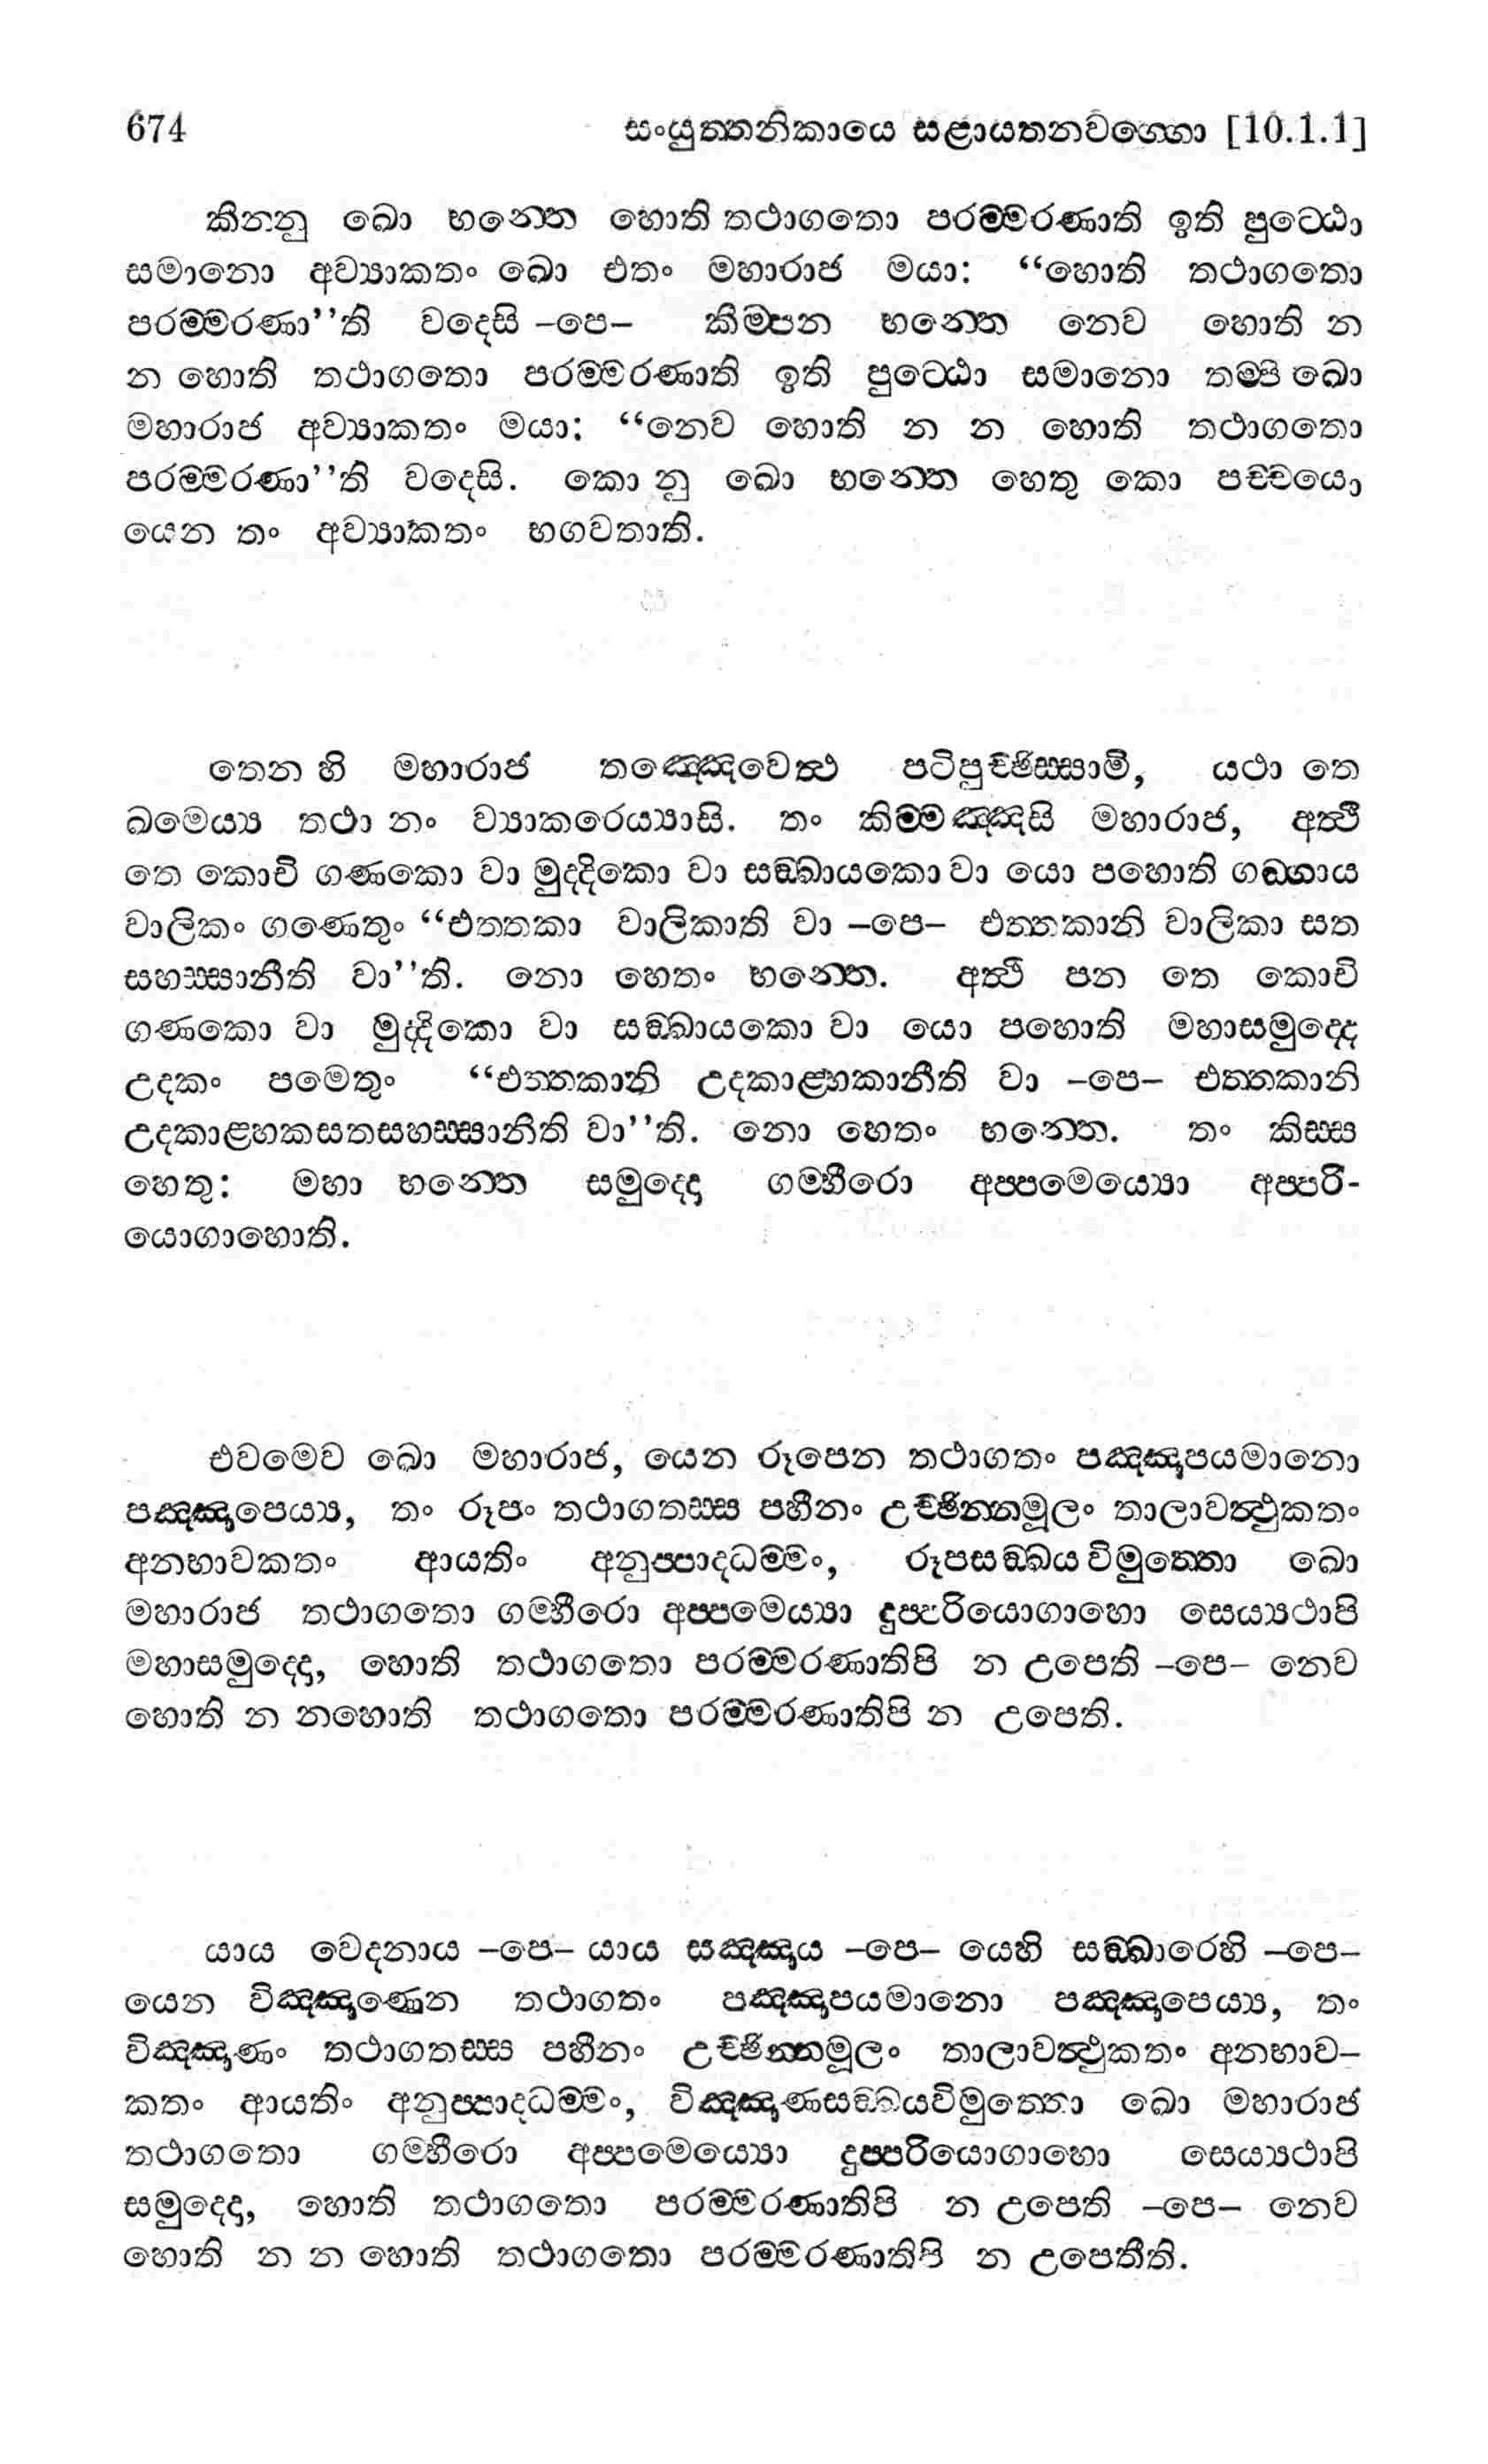 674 සංයුත්තනිකායෙ සළායතනවග්ගො [10.1.1]
කින්නු ඛො භන්තෙ හොති තථාගතො පරම්මරණාති ඉති පුට්ඨො
සමානො අව්‍යාකතං ඛො එතං මහාරාජ මයා: “හොති තථාගතො
පරම්මරණා’’ති වදෙසි –පෙ– කිම්පන භන්තෙ නෙව හොති න
න හොති තථාගතො පරම්මරණාති ඉති පුට්ඨො සමානො තම්පි ඛො
මහාරාජ අව්‍යාකතං මයා: “නෙව හොති න න හොති තථාගතො
පරම්මරණා’’ති වදෙසි. කො නු ඛො භන්තෙ හෙතු කො පච්චයො
යෙන තං අව්‍යාකතං භගවතාති.
තෙන හි මහාරාජ තඤ්ඤෙවෙත්ථ පටිපුච්ඡිස්සාමි, යථා තෙ
ඛමෙය්‍ය තථා නං ව්‍යාකරෙය්‍යාසි. තං කිම්මඤ්ඤසි මහාරාජ, අත්ථි
තෙ කොචි ගණකො වා මුද්දිකො වා සඞ්ඛායකො වා යො පහොති ගඞ්ගාය
වාලිකං ගණෙතුං “එත්තකා වාලිකාති වා –පෙ– එත්තකානි වාලිකා සත
සහස්සානීති වා’’ති. නො හෙතං භන්තෙ. අත්ථි පන තෙ කොචි
ගණකො වා මුද්දිකො වා සඞ්ඛායකො වා යො පහොති මහාසමුද්දෙ
උදකං පමෙතුං “එත්තකානි උදකාළ්හකානීති වා –පෙ– එත්තකානි
උදකාළ්හකසතසහස්සානීති වා’’ති. නො හෙතං භන්තෙ. තං කිස්ස
හෙතු: මහා භන්තෙ සමුද්දො ගම්භීරො අප්පමෙය්‍යො අප්පරි-
යොගාහොති.
එවමෙව ඛො මහාරාජ, යෙන රූපෙන තථාගතං පඤ්ඤාපයමානො
පඤ්ඤාපෙය්‍ය, තං රූපං තථාගතස්ස පහීනං උච්ඡින්නමූලං තාලාවත්ථුකතං
අනභාවකතං ආයතිං අනුප්පාදධම්මං, රූපසඞ්ඛය විමුත්තො ඛො
මහාරාජ තථාගතො ගම්භීරො අප්පමෙය්‍යො දුප්පරියොගාහො සෙය්‍යථාපි
මහාසමුද්දො, හොති තථාගතො පරම්මරණාතිපි න උපෙති –පෙ– නෙව
හොති න නහොති තථාගතො පරම්මරණාතිපි න උපෙති.
යාය වෙදනාය –පෙ– යාය සඤ්ඤාය –පෙ– යෙහි සඞ්ඛාරෙහි –පෙ–
යෙන විඤ්ඤාණෙන තථාගතං පඤ්ඤාපයමානො පඤ්ඤාපෙය්‍ය, තං
විඤ්ඤාණං තථාගතස්ස පහීනං උච්ඡින්නමූලං තාලාවත්ථුකතං අනභාව–
කතං ආයතිං අනුප්පාදධම්මං, විඤ්ඤාණසඞ්ඛයවිමුත්තො ඛො මහාරාජ
තථාගතො ගම්භීරො අප්පමෙය්‍යො දුප්පරියොගාහො සෙය්‍යථාපි
සමුද්දො, හොති තථාගතො පරම්මරණාතිපි න උපෙති –පෙ– නෙව
හොති න න හොති තථාගතො පරම්මරණාතිපි න උපෙතීති.